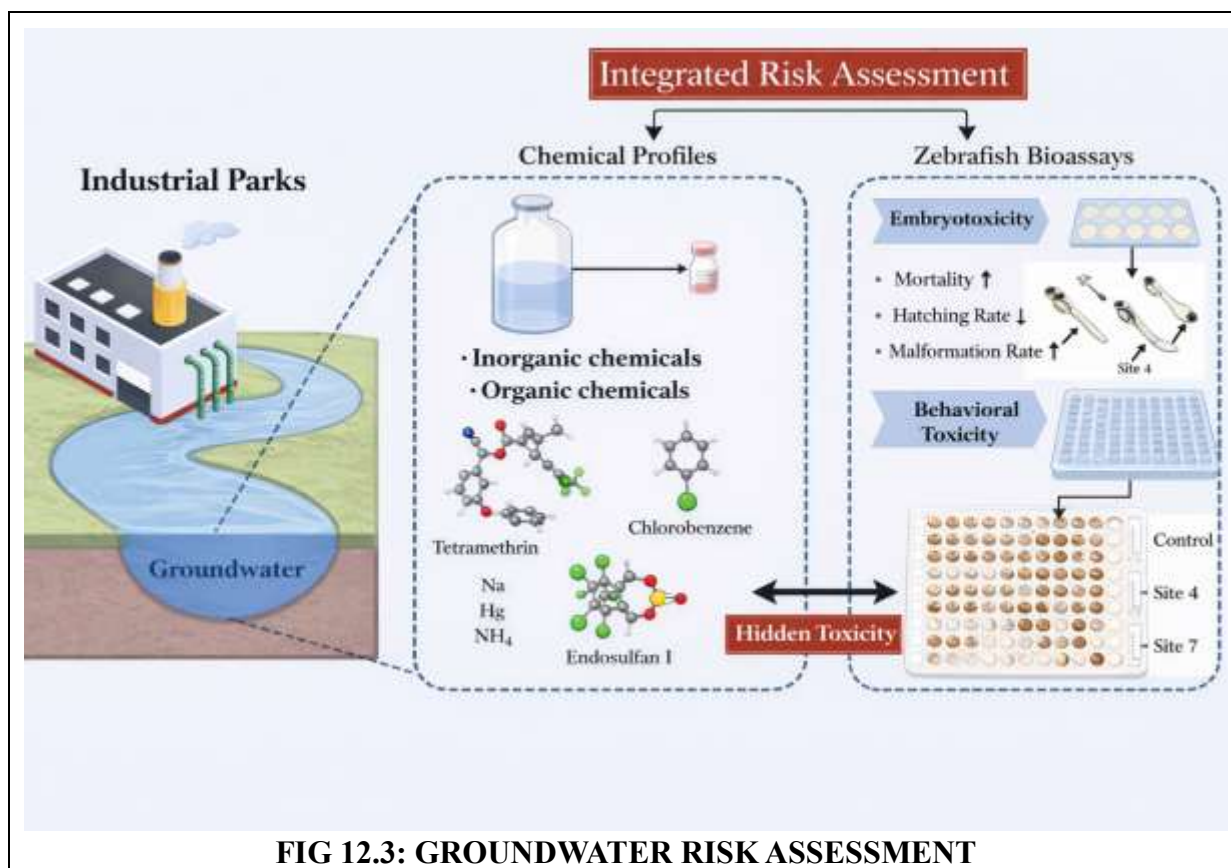 Integrated Risk Assessment
Industrial Parks
Groundwater
Chemical Profiles
· Inorganic chemicals
· Organic chemicals
Tetramethrin
Chlorobenzene
Na
Hg
NH₄
Endosulfan I
Hidden Toxicity
Zebrafish Bioassays
Embryotoxicity
• Mortality ↑
• Hatching Rate ↓
• Malformation Rate ↑
Site 4
Behavioral
Toxicity
Control
Site 4
Site 7
FIG 12.3: GROUNDWATER RISK ASSESSMENT